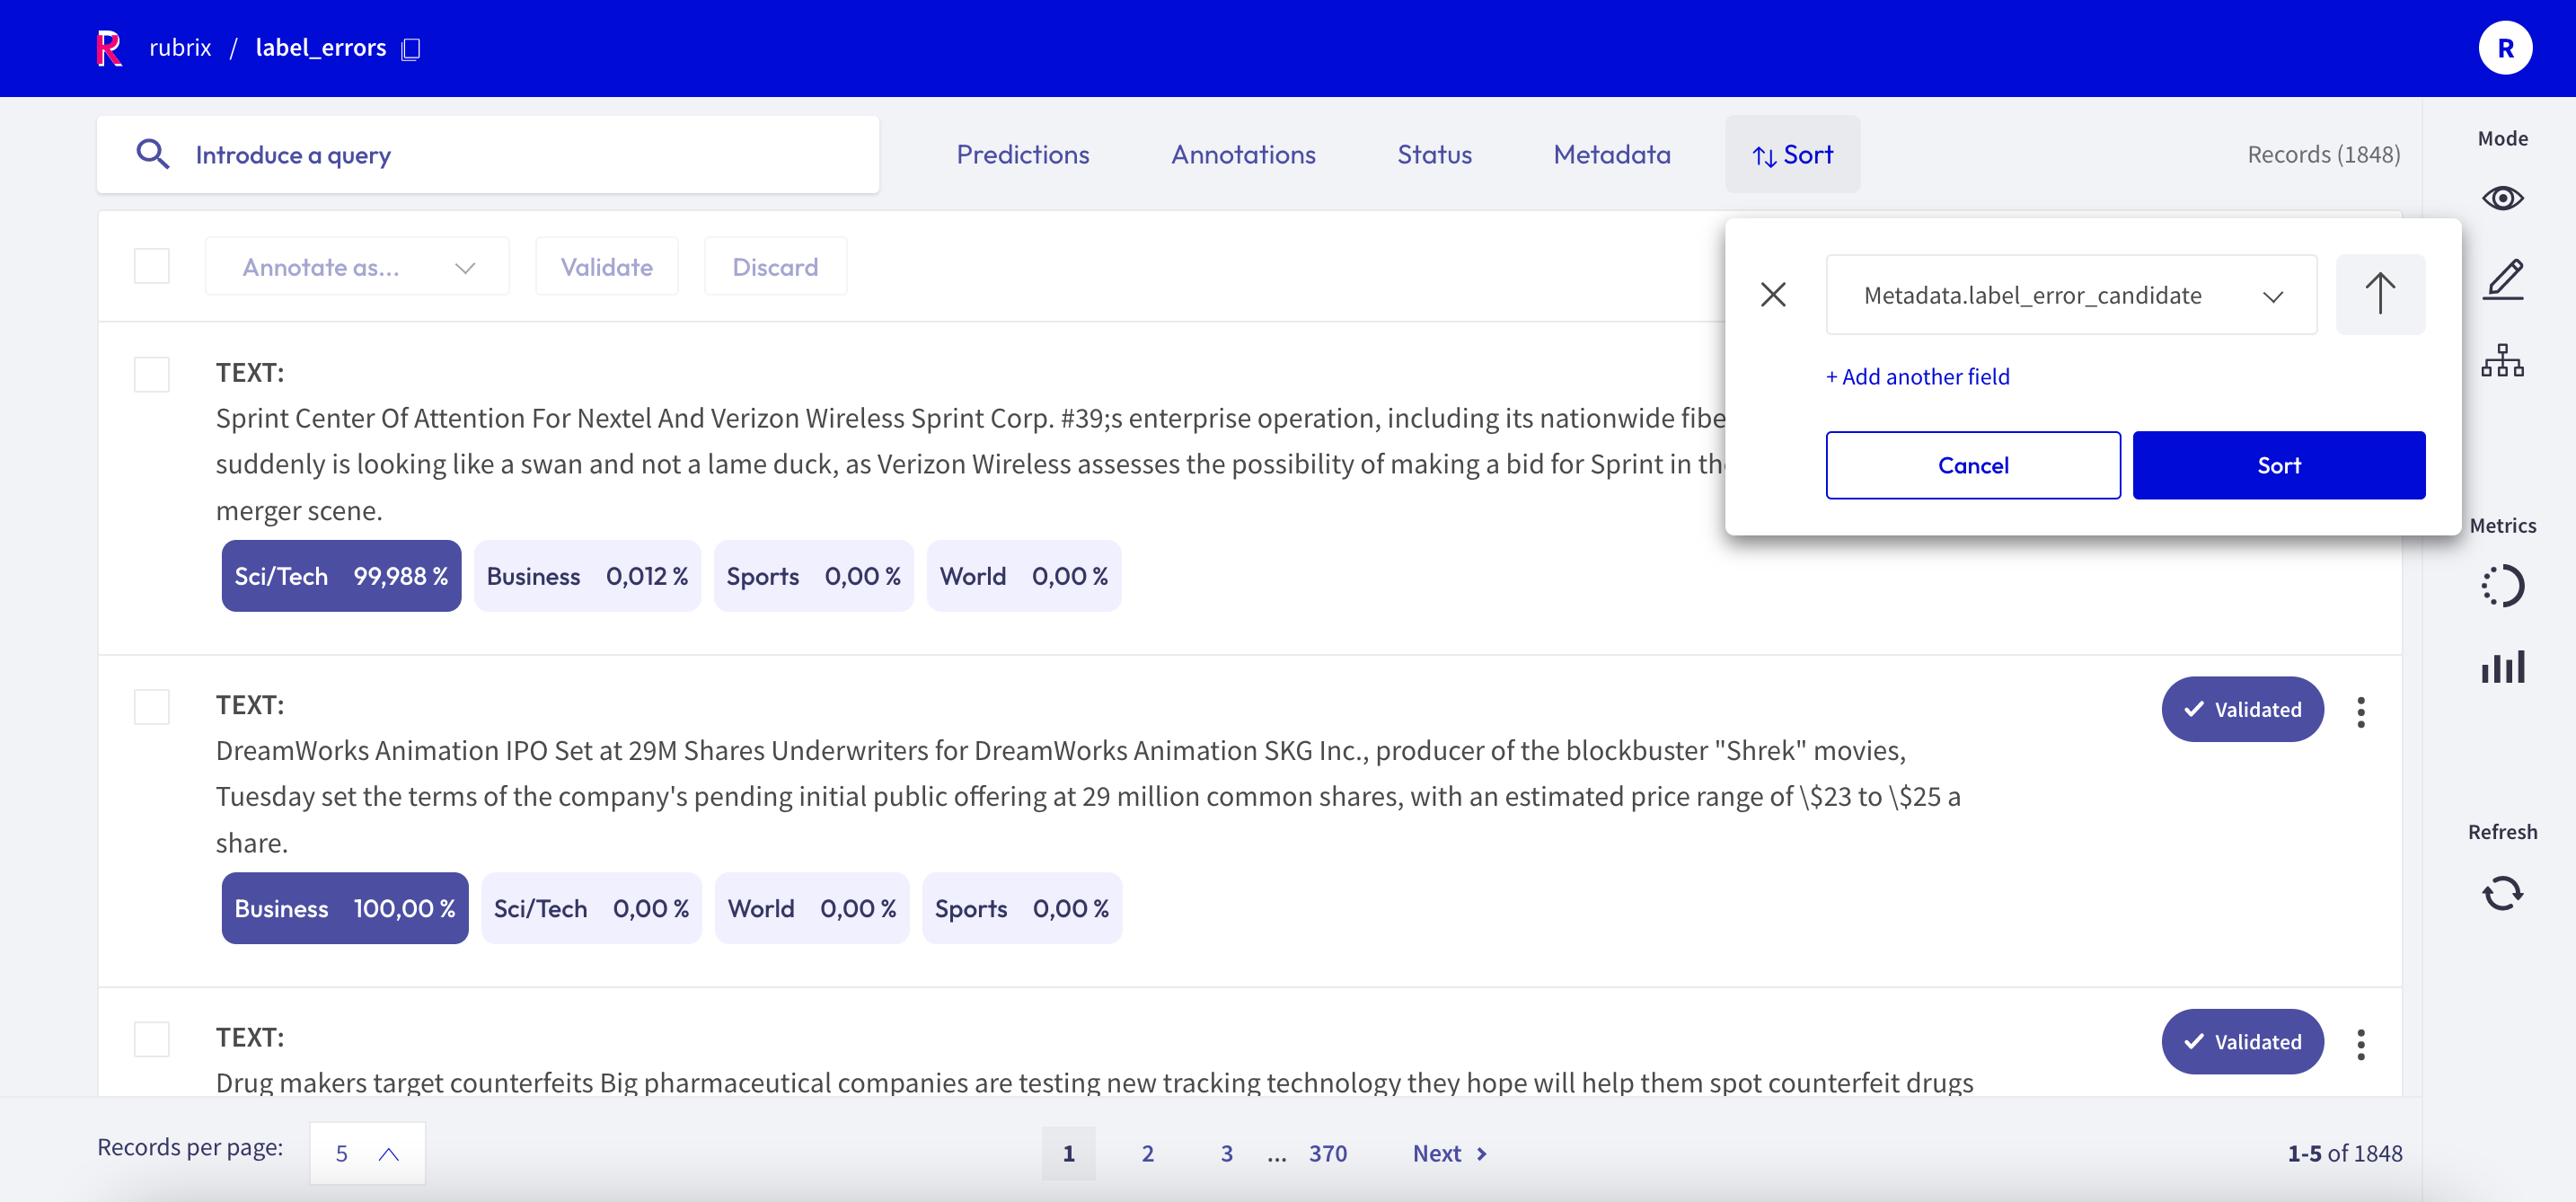 rubrix / label_errors
R
Introduce a query
Predictions Annotations Status Metadata Sort
Records (1848)
Mode
Annotate as... Validate Discard
Metadata.label_error_candidate
+ Add another field
Cancel Sort
TEXT:
Sprint Center Of Attention For Nextel And Verizon Wireless Sprint Corp. #39;s enterprise operation, including its nationwide fibe
suddenly is looking like a swan and not a lame duck, as Verizon Wireless assesses the possibility of making a bid for Sprint in th
merger scene.
Sci/Tech 99,988 % Business 0,012 % Sports 0,00 % World 0,00 %
Metrics
TEXT:
Validated
DreamWorks Animation IPO Set at 29M Shares Underwriters for DreamWorks Animation SKG Inc., producer of the blockbuster "Shrek" movies,
Tuesday set the terms of the company's pending initial public offering at 29 million common shares, with an estimated price range of \$23 to \$25 a
share.
Business 100,00 % Sci/Tech 0,00 % World 0,00 % Sports 0,00 %
Refresh
TEXT:
Validated
Drug makers target counterfeits Big pharmaceutical companies are testing new tracking technology they hope will help them spot counterfeit drugs
Records per page: 5
1 2 3 ... 370 Next
1-5 of 1848